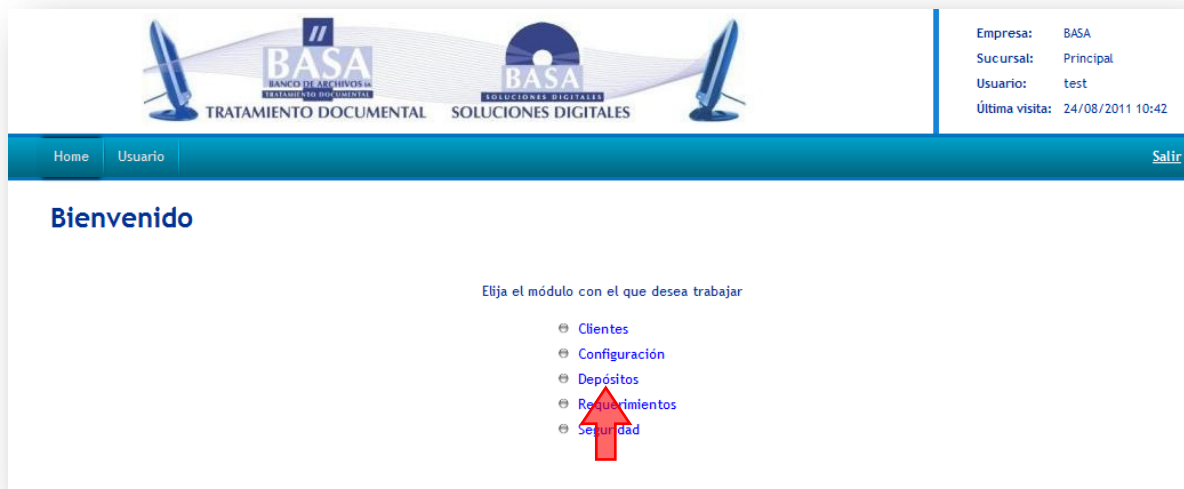 BASA
BANCO DE ARCHIVOS SA
TRATAMIENTO DOCUMENTAL
TRATAMIENTO DOCUMENTAL
BASA
SOLUCIONES DIGITALES
SOLUCIONES DIGITALES
Empresa: BASA
Sucursal: Principal
Usuario: test
Última visita: 24/08/2011 10:42
Home Usuario Salir
Bienvenido
Elija el módulo con el que desea trabajar
Clientes
Configuración
Depósitos
Requerimientos
Seguridad